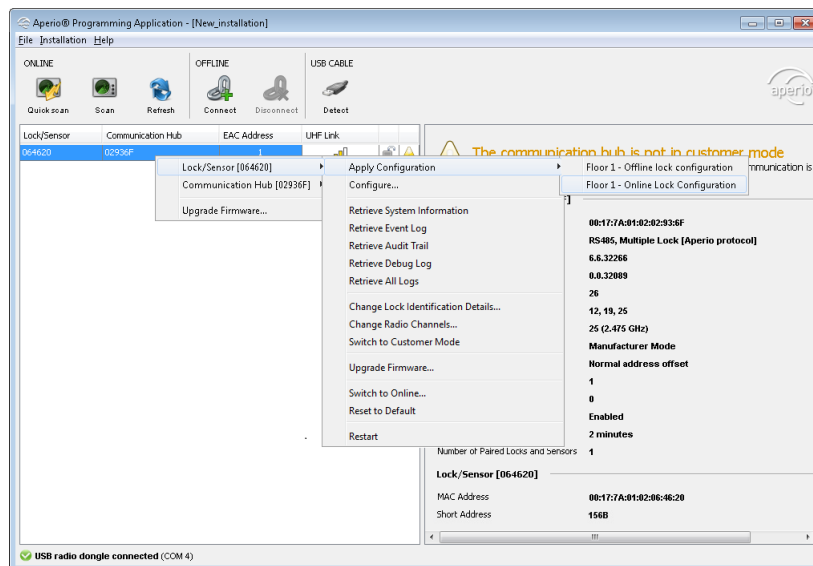 Aperio® Programming Application - [New_installation]
File Installation Help
ONLINE OFFLINE USB CABLE
Quick scan Scan Refresh Connect Disconnect Detect
aperio
Lock/Sensor Communication Hub EAC Address UHF Link
064620 02936F 1
The communication hub is not in customer mode
mmunication is
Lock/Sensor [064620]
Communication Hub [02936F]
Upgrade Firmware...
Apply Configuration
Configure...
Retrieve System Information
Retrieve Event Log
Retrieve Audit Trail
Retrieve Debug Log
Retrieve All Logs
Change Lock Identification Details...
Change Radio Channels...
Switch to Customer Mode
Upgrade Firmware...
Switch to Online...
Reset to Default
Restart
Floor 1 - Offline lock configuration
Floor 1 - Online Lock Configuration
00:17:7A:01:02:02:93:6F
RS485, Multiple Lock [Aperio protocol]
6.6.32266
0.0.32089
26
12, 19, 25
25 (2.475 GHz)
Manufacturer Mode
Normal address offset
1
0
Enabled
2 minutes
Number of Paired Locks and Sensors 1
Lock/Sensor [064620]
MAC Address 00:17:7A:01:02:06:46:20
Short Address 156B
USB radio dongle connected (COM 4)